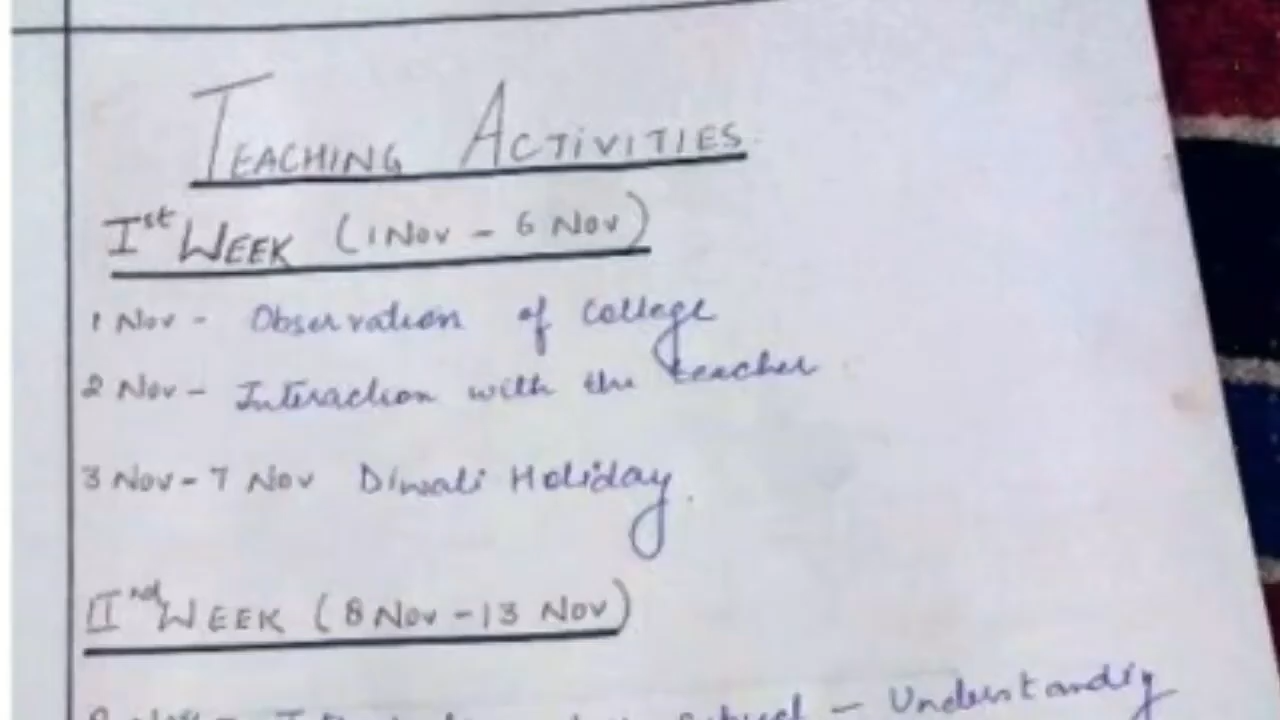 TEACHING ACTIVITIES
Ist WEEK (1 Nov - 6 Nov)
1 Nov - Observation of College
2 Nov - Interaction with the teacher
3 Nov - 7 Nov Diwali Holiday.
IInd WEEK (8 Nov - 13 Nov)
- Understandig